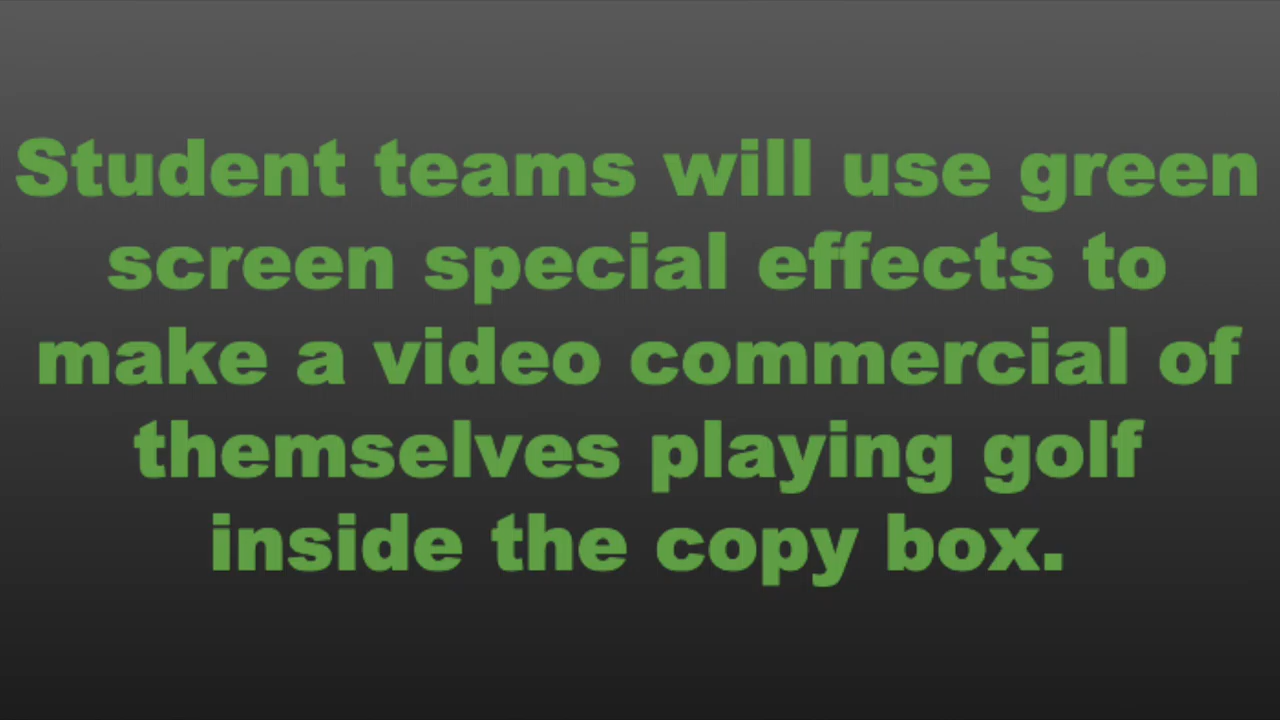 Student teams will use green
screen special effects to
make a video commercial of
themselves playing golf
inside the copy box.